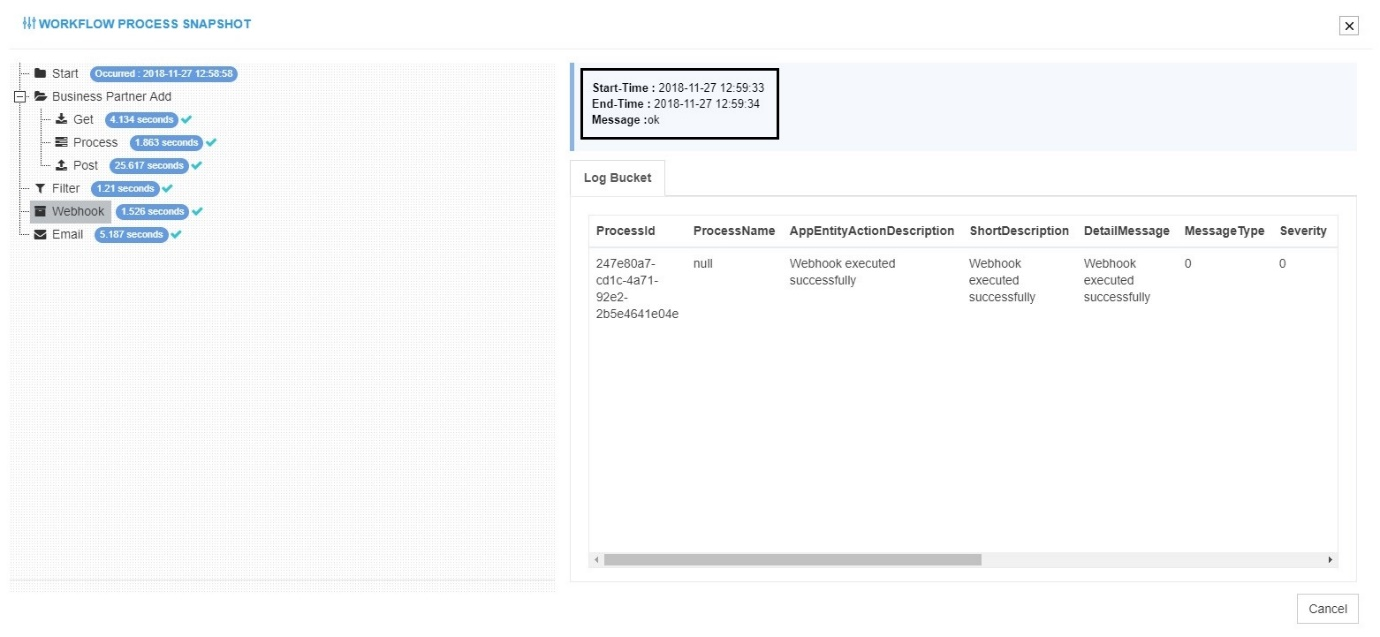 WORKFLOW PROCESS SNAPSHOT
Start Occurred : 2018-11-27 12:58:58
Business Partner Add
Get 4.134 seconds
Process 1.863 seconds
Post 25.617 seconds
Filter 1.21 seconds
Webhook 1.526 seconds
Email 5.187 seconds
Start-Time : 2018-11-27 12:59:33
End-Time : 2018-11-27 12:59:34
Message :ok
Log Bucket
ProcessId ProcessName AppEntityActionDescription ShortDescription DetailMessage MessageType Severity
247e80a7- null Webhook executed Webhook Webhook 0 0
cd1c-4a71- successfully executed executed
92e2- successfully successfully
2b5e4641e04e
Cancel